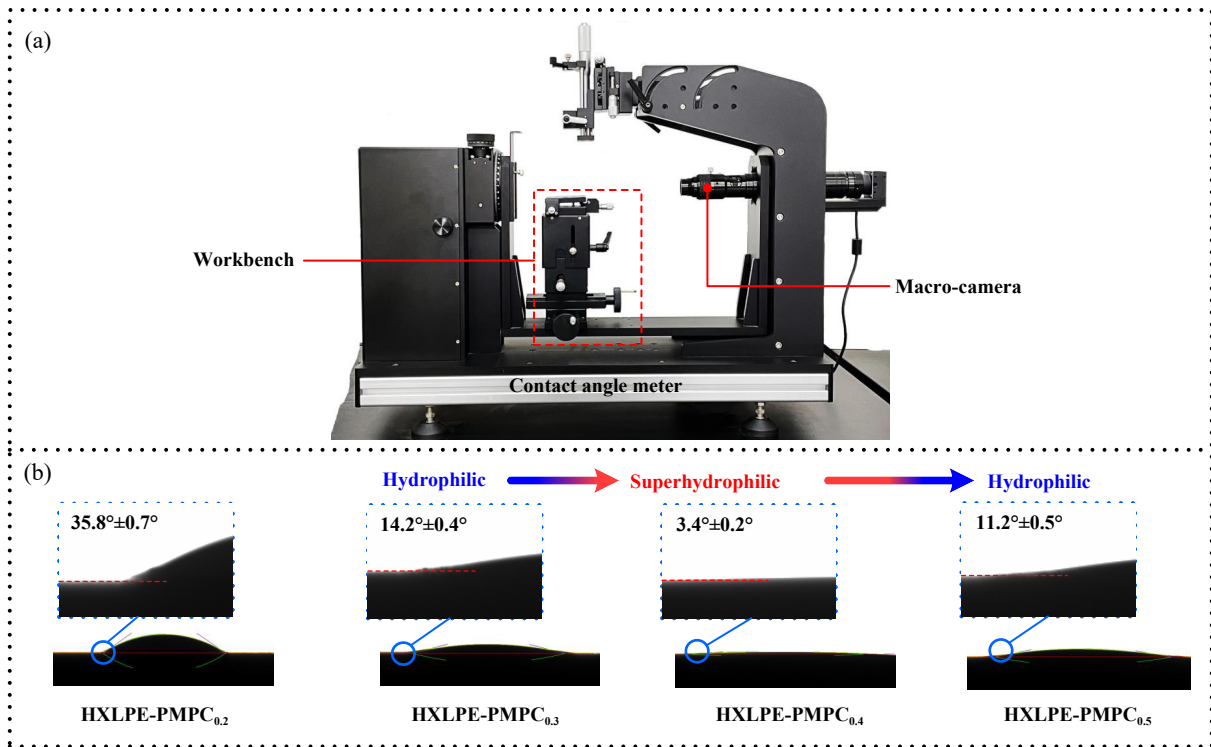 (a)
Workbench
Macro-camera
Contact angle meter
(b)
Hydrophilic Superhydrophilic Hydrophilic
35.8°±0.7° 14.2°±0.4° 3.4°±0.2° 11.2°±0.5°
HXLPE-PMPC0.2 HXLPE-PMPC0.3 HXLPE-PMPC0.4 HXLPE-PMPC0.5